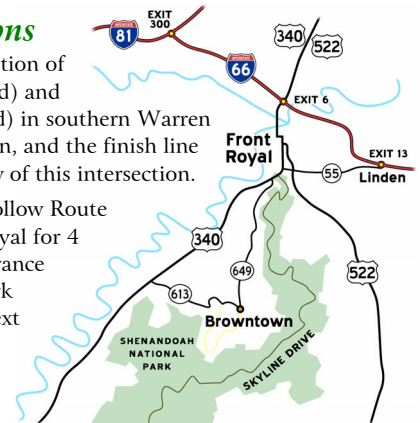 ons
tion of
d) and
d) in southern Warren
n, and the finish line
y of this intersection.
ollow Route
yal for 4
rance
rk
ext
EXIT
300
81
66
340
522
EXIT 6
Front
Royal
EXIT 13
55
Linden
340
649
522
613
Browntown
SHENANDOAH
NATIONAL
PARK
SKYLINE DRIVE